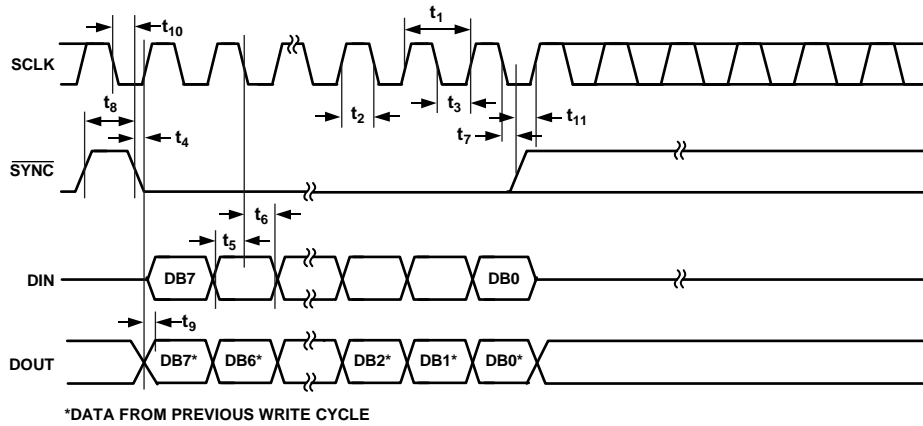 t10
t1
SCLK
t8
t4
t2
t3
t7
t11
SYNC
t6
t5
DIN
DB7
DB0
t9
DOUT
DB7*
DB6*
DB2*
DB1*
DB0*
*DATA FROM PREVIOUS WRITE CYCLE